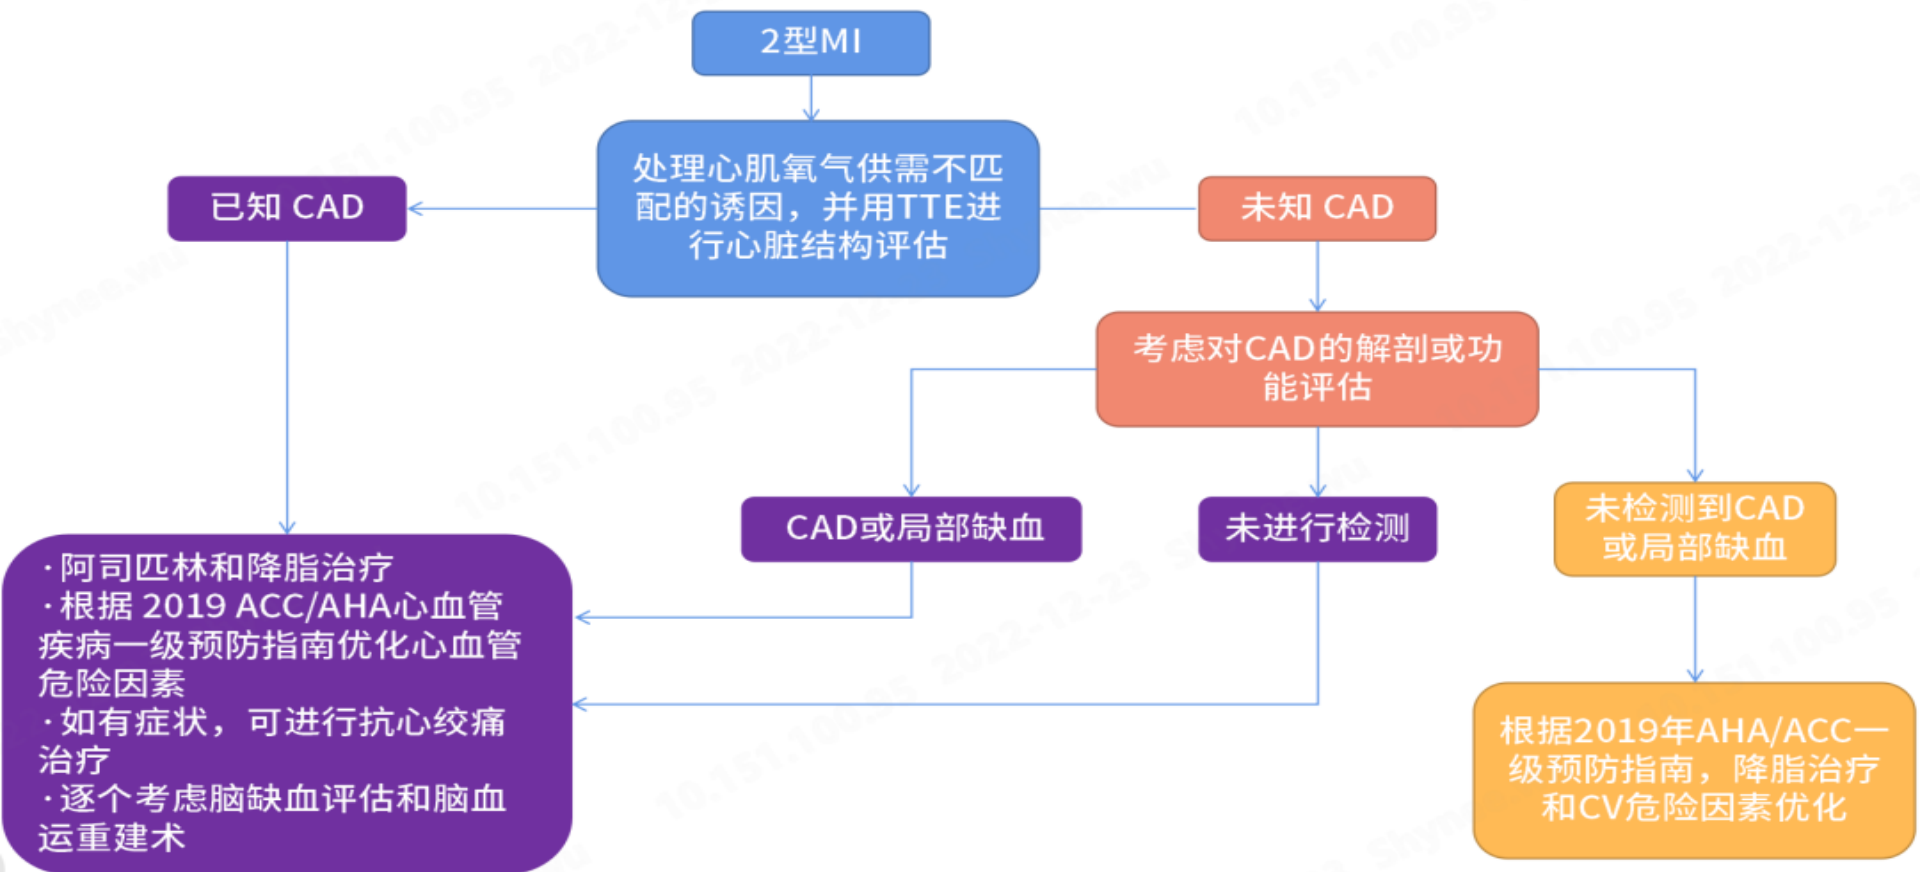 2型MI
处理心肌氧气供需不匹
配的诱因，并用TTE进
行心脏结构评估
已知 CAD
未知 CAD
考虑对CAD的解剖或功
能评估
CAD或局部缺血
未进行检测
未检测到CAD
或局部缺血
·阿司匹林和降脂治疗
·根据 2019 ACC/AHA心血管
疾病一级预防指南优化心血管
危险因素
·如有症状，可进行抗心绞痛
治疗
·逐个考虑脑缺血评估和脑血
运重建术
根据2019年AHA/ACC一
级预防指南，降脂治疗
和CV危险因素优化
10.151.100.95 2022-12-23 Shynee.wu